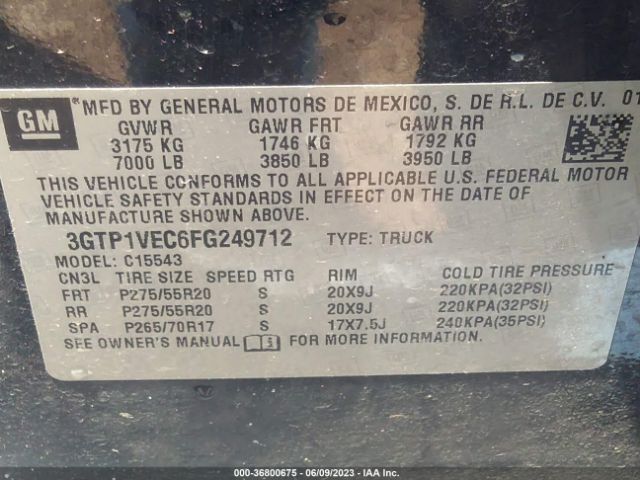 GM ®MFD BY GENERAL MOTORS DE MEXICO, S. DE R.L. DE C.V. 01
GVWR GAWR FRT GAWR RR
3175 KG 1746 KG 1792 KG
7000 LB 3850 LB 3950 LB
THIS VEHICLE CONFORMS TO ALL APPLICABLE U.S. FEDERAL MOTOR
VEHICLE SAFETY STANDARDS IN EFFECT ON THE DATE OF
MANUFACTURE SHOWN ABOVE.
3GTP1VEC6FG249712 TYPE: TRUCK
MODEL: C15543
CN3L TIRE SIZE SPEED RTG RIM COLD TIRE PRESSURE
FRT P275/55R20 S 20X9J 220KPA(32PSI)
RR P275/55R20 S 20X9J 220KPA(32PSI)
SPA P265/70R17 S 17X7.5J 240KPA(35PSI)
SEE OWNER'S MANUAL FOR MORE INFORMATION.
000-36800675 - 06/09/2023 - IAA Inc.